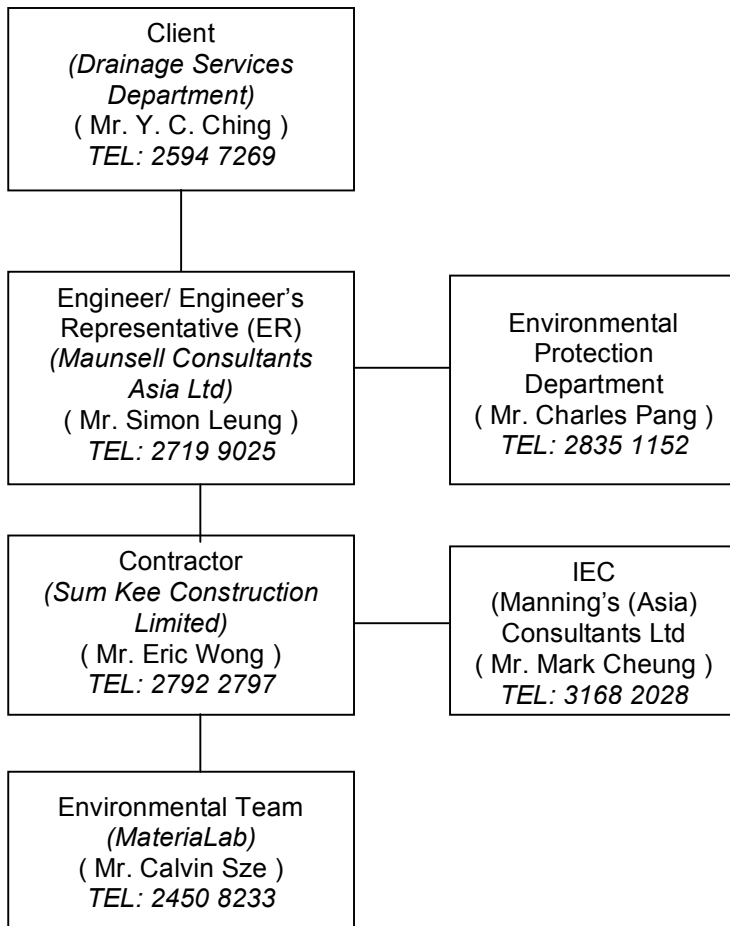 Client
(Drainage Services
Department)
( Mr. Y. C. Ching )
TEL: 2594 7269
Engineer/ Engineer’s
Representative (ER)
(Maunsell Consultants
Asia Ltd)
( Mr. Simon Leung )
TEL: 2719 9025
Environmental
Protection
Department
( Mr. Charles Pang )
TEL: 2835 1152
Contractor
(Sum Kee Construction
Limited)
( Mr. Eric Wong )
TEL: 2792 2797
IEC
(Manning’s (Asia)
Consultants Ltd
( Mr. Mark Cheung )
TEL: 3168 2028
Environmental Team
(MateriaLab)
( Mr. Calvin Sze )
TEL: 2450 8233